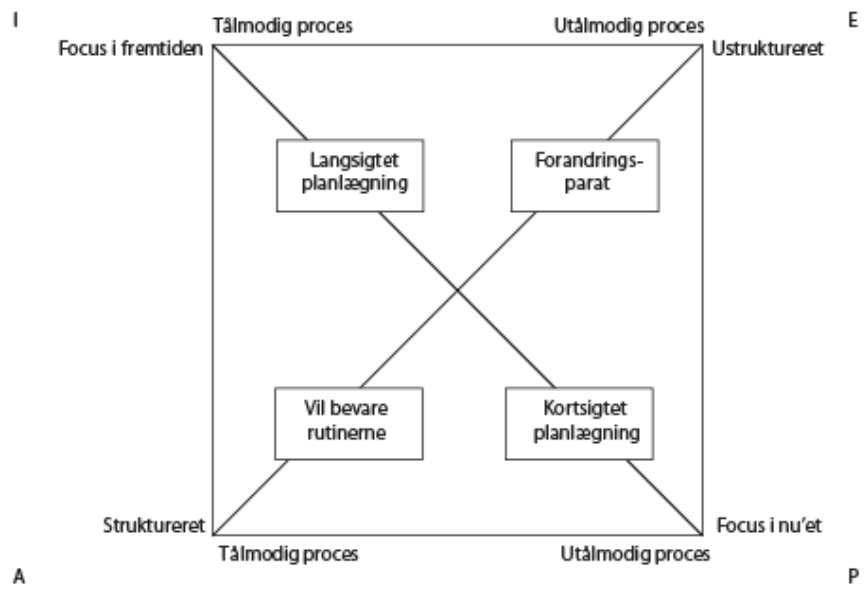 I
Tålmodig proces
Utålmodig proces
E
Focus i fremtiden
Ustruktureret
Langsigtet
planlægning
Forandrings-
parat
Vil bevare
rutinerne
Kortsigtet
planlægning
Struktureret
Focus i nu'et
Tålmodig proces
Utålmodig proces
A
P